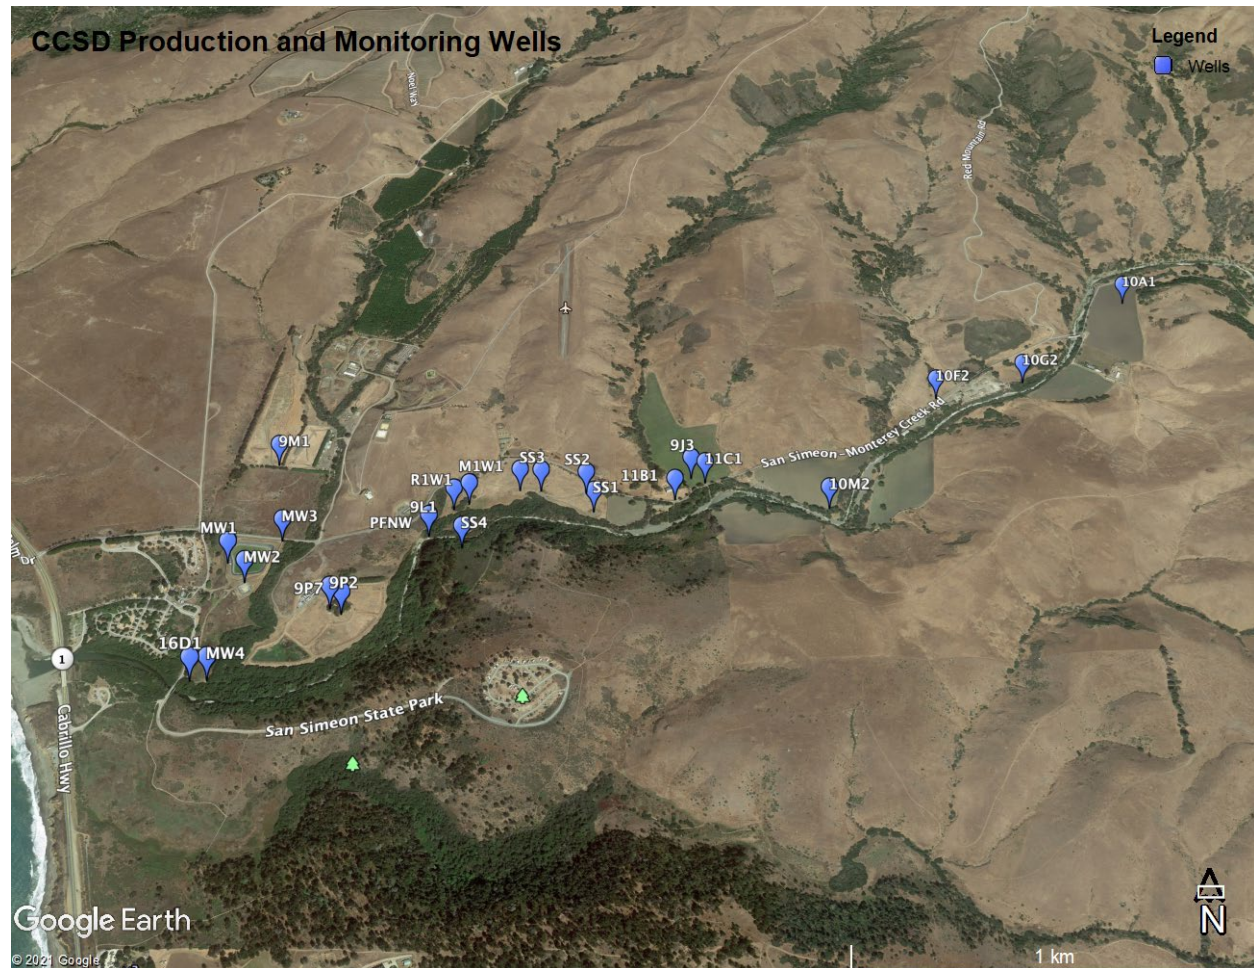 CCSD Production and Monitoring Wells
Legend
Wells
Noel Way
Red Mountain Rd
10A1
10G2
10F2
San Simeon-Monterey Creek Rd
9M1
9J3
11C1
SS3
SS2
M1W1
R1W1
11B1
SS1
10M2
9L1
PFNW
SS4
MW3
MW1
MW2
9P7
9P2
16D1
MW4
1
San Simeon State Park
Cabrillo Hwy
N
Google Earth
© 2021 Google
1 km